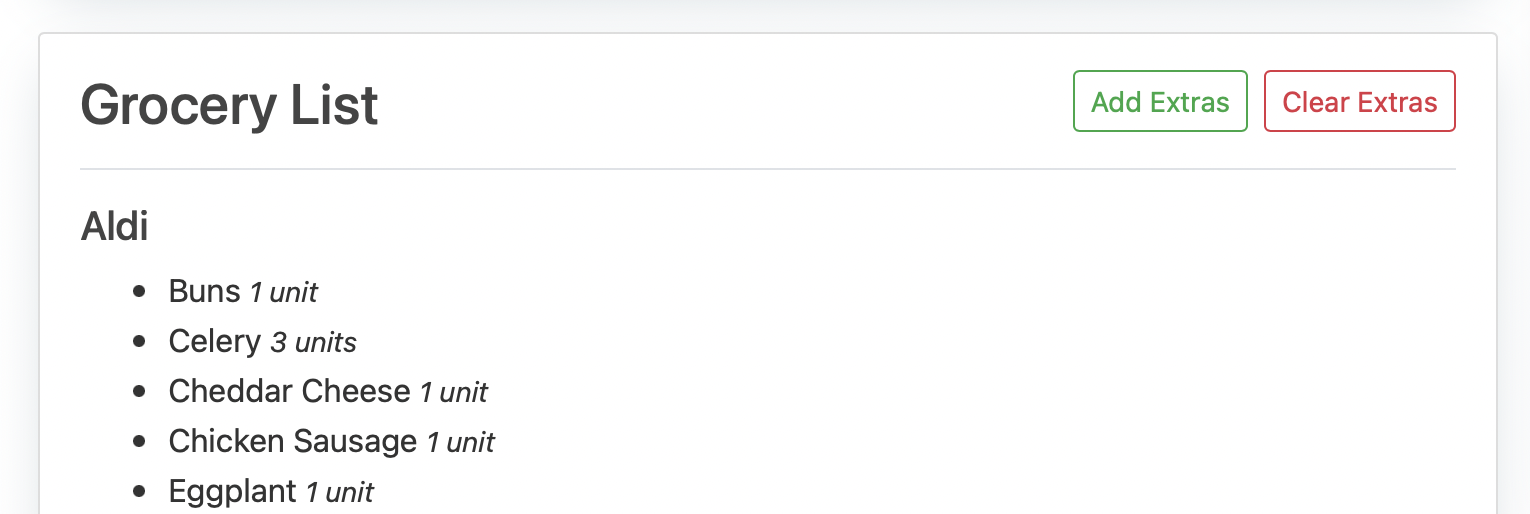 Grocery List
Add Extras
Clear Extras
Aldi
Buns 1 unit
Celery 3 units
Cheddar Cheese 1 unit
Chicken Sausage 1 unit
Eggplant 1 unit